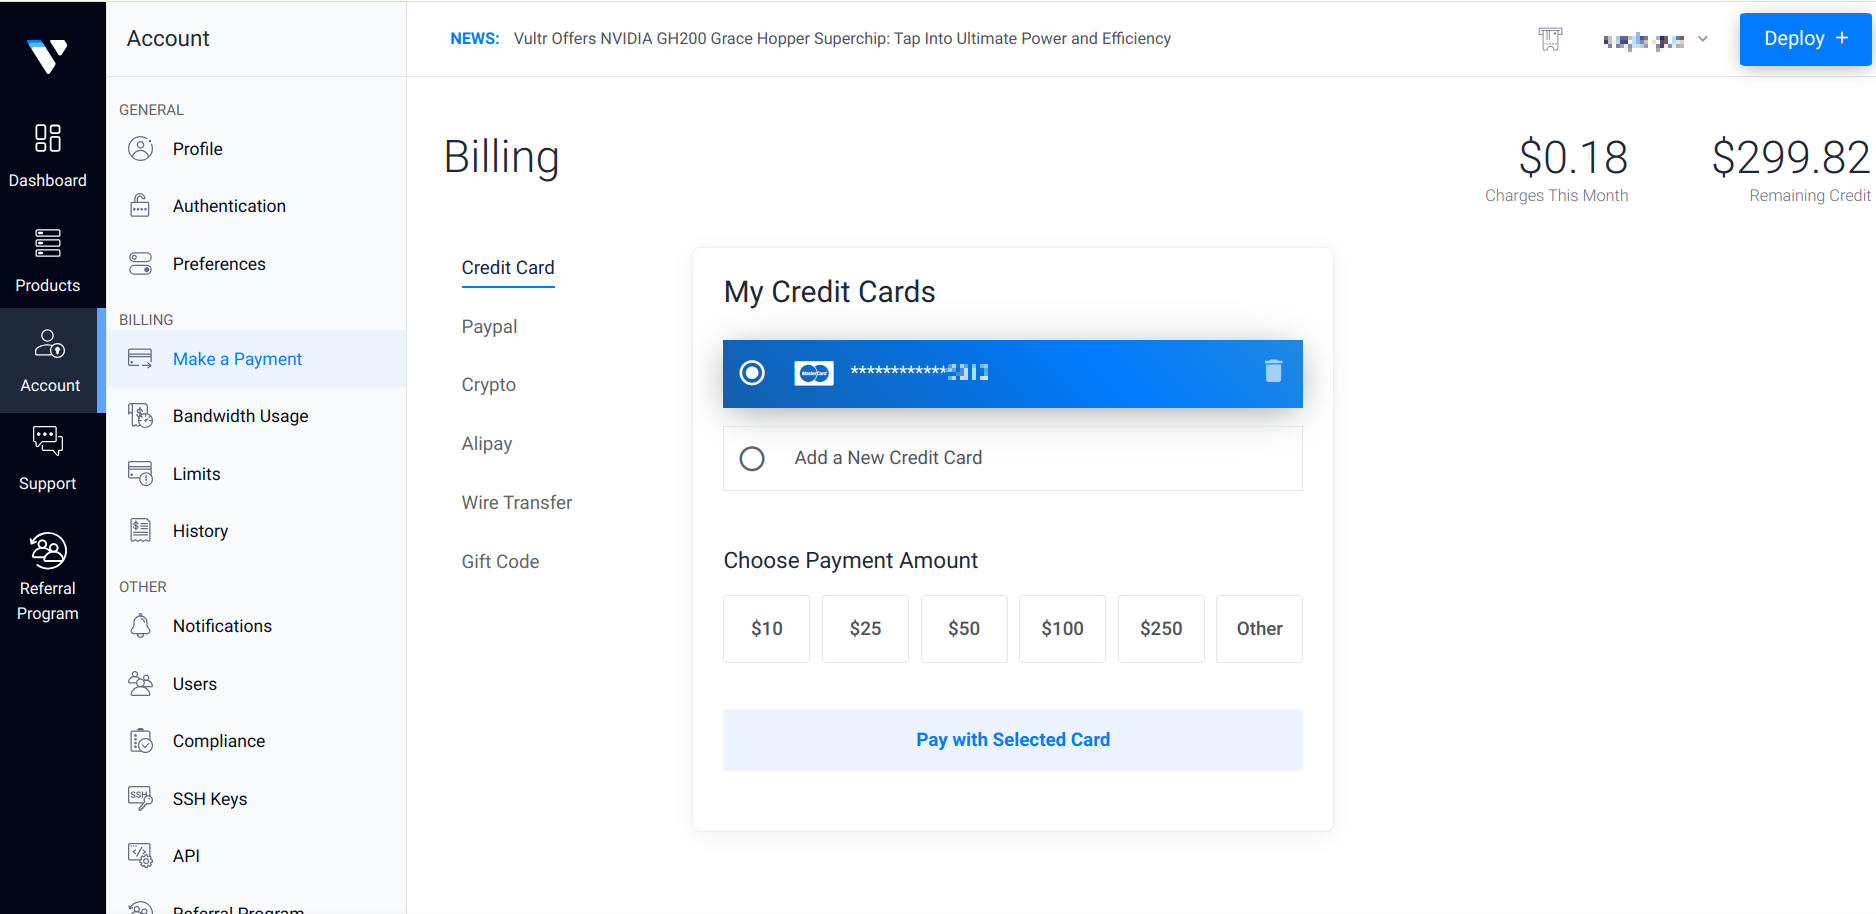 Account
NEWS: Vultr Offers NVIDIA GH200 Grace Hopper Superchip: Tap Into Ultimate Power and Efficiency
Deploy +
Dashboard
Products
Account
Support
Referral
Program
GENERAL
Profile
Authentication
Preferences
BILLING
Make a Payment
Bandwidth Usage
Limits
History
OTHER
Notifications
Users
Compliance
SSH Keys
API
Referral Program
Billing
$0.18
Charges This Month
$299.82
Remaining Credit
Credit Card
Paypal
Crypto
Alipay
Wire Transfer
Gift Code
My Credit Cards
MasterCard ************
Add a New Credit Card
Choose Payment Amount
$10 $25 $50 $100 $250 Other
Pay with Selected Card